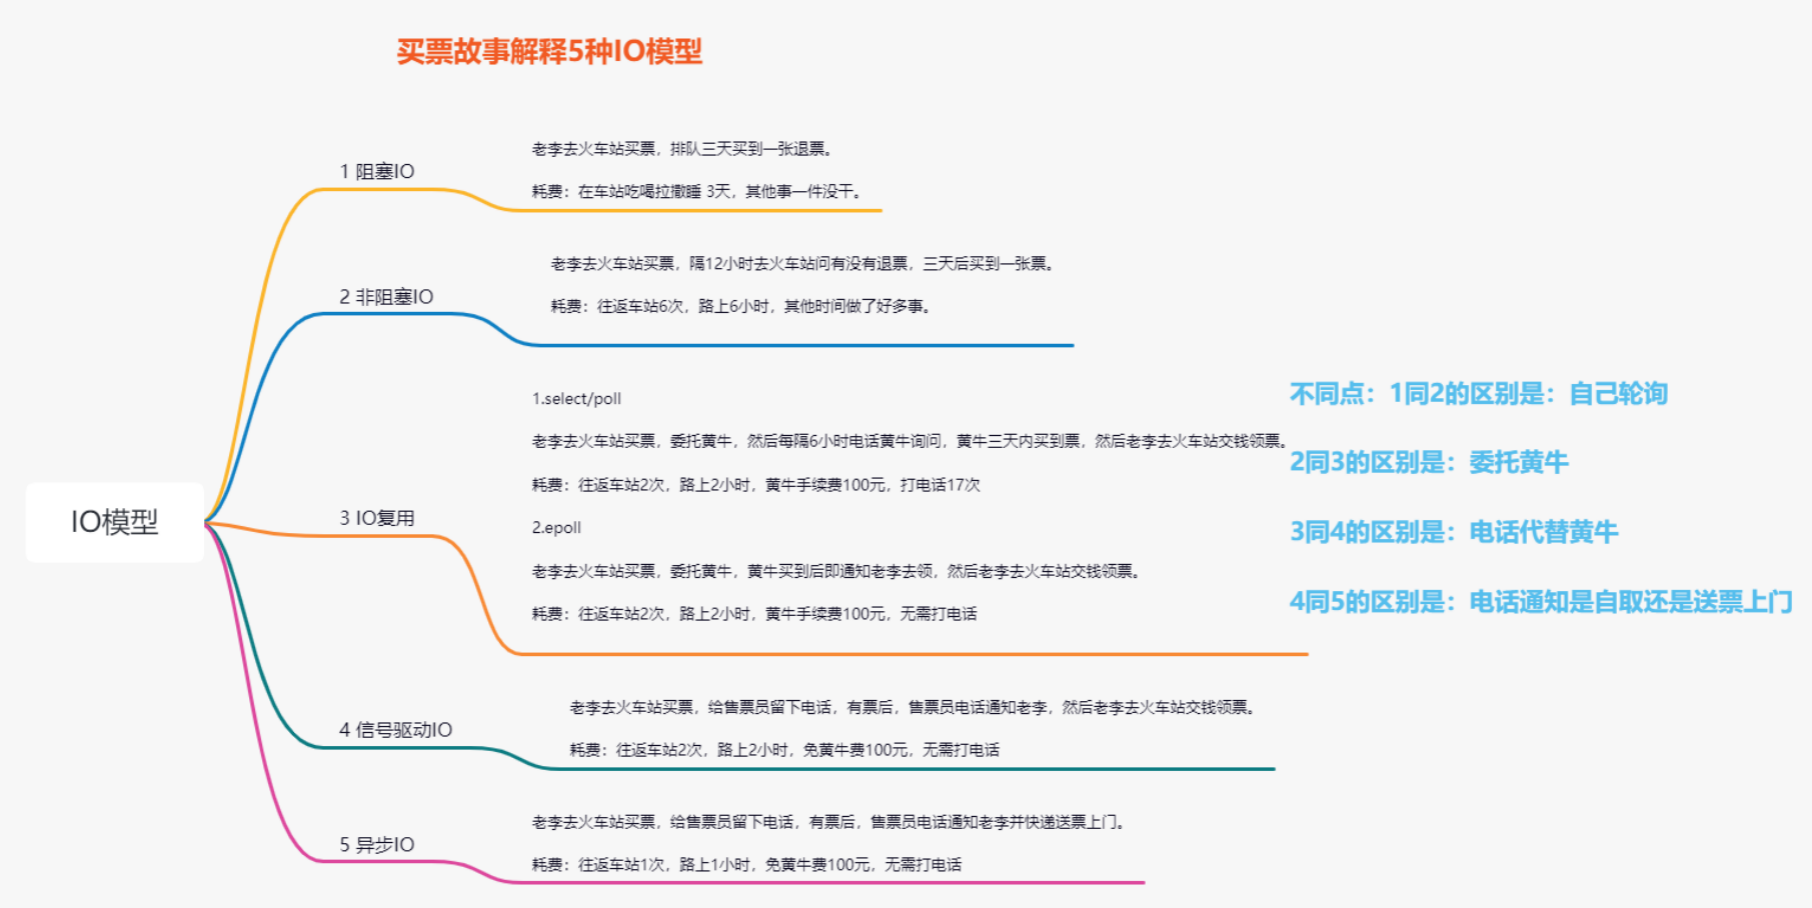 买票故事解释5种IO模型
IO模型
1 阻塞IO
老李去火车站买票，排队三天买到一张退票。
耗费：在车站吃喝拉撒睡 3天，其他事一件没干。
2 非阻塞IO
老李去火车站买票，隔12小时去火车站问有没有退票，三天后买到一张票。
耗费：往返车站6次，路上6小时，其他时间做了好多事。
3 IO复用
1.select/poll
老李去火车站买票，委托黄牛，然后每隔6小时电话黄牛询问，黄牛三天内买到票，然后老李去火车站交钱领票。
耗费：往返车站2次，路上2小时，黄牛手续费100元，打电话17次
2.epoll
老李去火车站买票，委托黄牛，黄牛买到后即通知老李去领，然后老李去火车站交钱领票。
耗费：往返车站2次，路上2小时，黄牛手续费100元，无需打电话
4 信号驱动IO
老李去火车站买票，给售票员留下电话，有票后，售票员电话通知老李，然后老李去火车站交钱领票。
耗费：往返车站2次，路上2小时，免黄牛费100元，无需打电话
5 异步IO
老李去火车站买票，给售票员留下电话，有票后，售票员电话通知老李并快递送票上门。
耗费：往返车站1次，路上1小时，免黄牛费100元，无需打电话
不同点：1同2的区别是：自己轮询
2同3的区别是：委托黄牛
3同4的区别是：电话代替黄牛
4同5的区别是：电话通知是自取还是送票上门